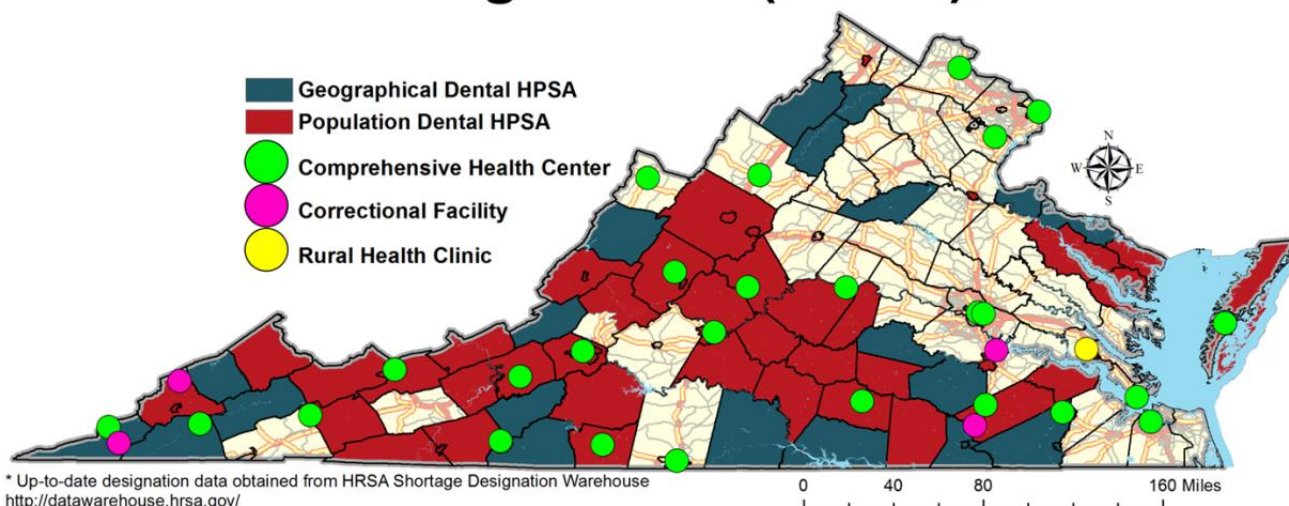 Geographical Dental HPSA
Population Dental HPSA
Comprehensive Health Center
Correctional Facility
Rural Health Clinic
N
W E
S
* Up-to-date designation data obtained from HRSA Shortage Designation Warehouse
http://datawarehouse.hrsa.gov/
0 40 80 160 Miles